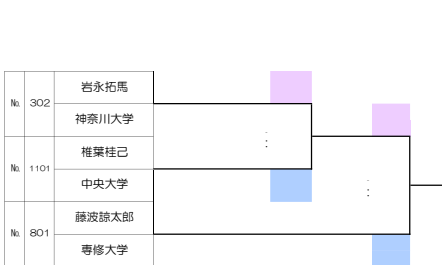 岩永拓馬
№ 302
神奈川大学
椎葉桂己
№ 1101
中央大学
藤波諒太郎
№ 801
専修大学